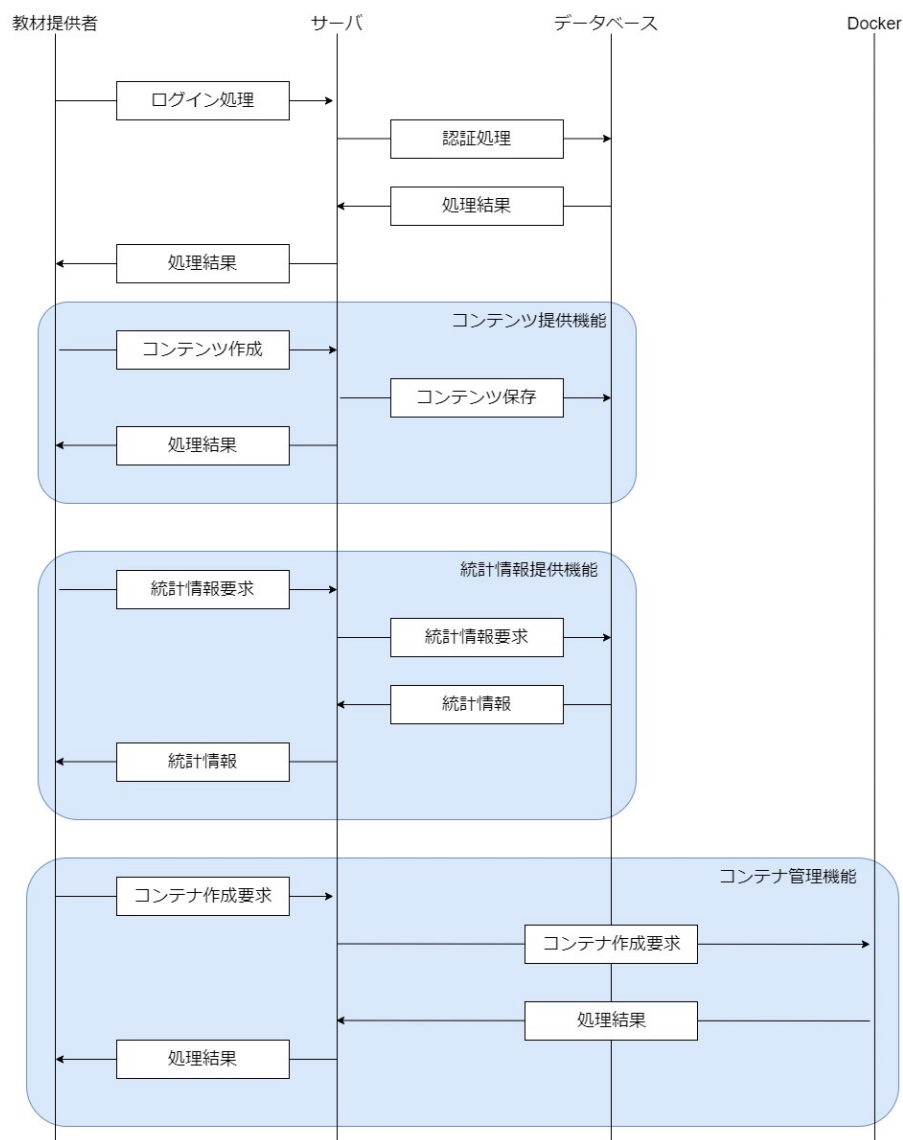 教材提供者
サーバ
データベース
Docker
ログイン処理
認証処理
処理結果
処理結果
コンテンツ提供機能
コンテンツ作成
コンテンツ保存
処理結果
統計情報提供機能
統計情報要求
統計情報要求
統計情報
統計情報
コンテナ管理機能
コンテナ作成要求
コンテナ作成要求
処理結果
処理結果